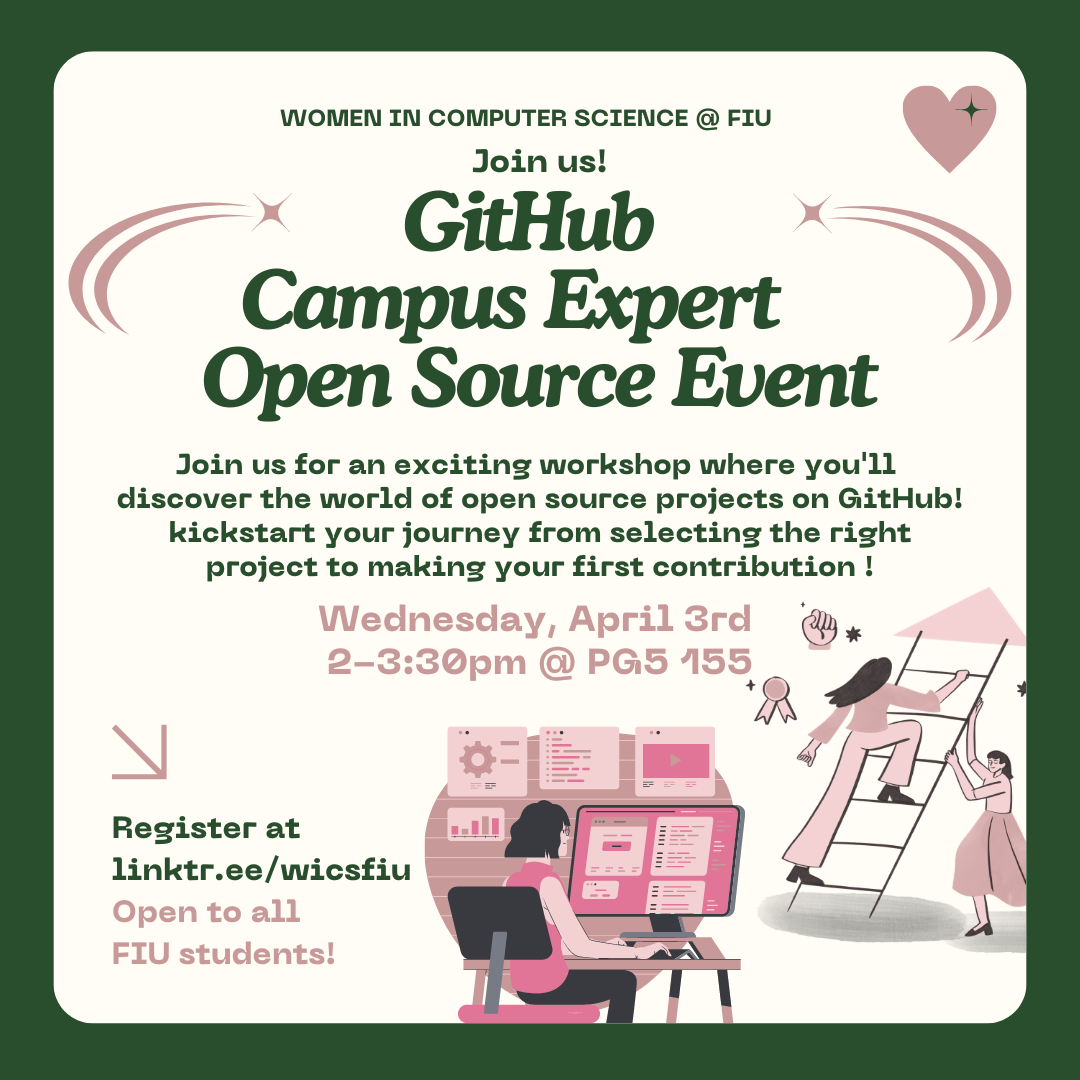 WOMEN IN COMPUTER SCIENCE @ FIU
Join us!
GitHub
Campus Expert
Open Source Event
Join us for an exciting workshop where you'll
discover the world of open source projects on GitHub!
kickstart your journey from selecting the right
project to making your first contribution !
Wednesday, April 3rd
2-3:30pm @ PG5 155
Register at
linktr.ee/wicsfiu
Open to all
FIU students!